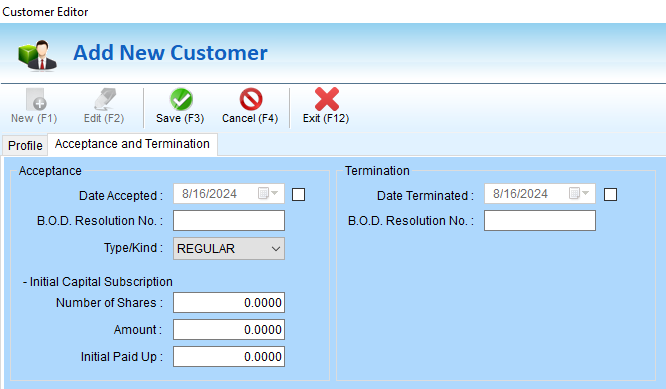 Customer Editor
Add New Customer
New (F1) Edit (F2) Save (F3) Cancel (F4) Exit (F12)
Profile Acceptance and Termination
Acceptance
Date Accepted : 8/16/2024
B.O.D. Resolution No. :
Type/Kind : REGULAR
- Initial Capital Subscription
Number of Shares : 0.0000
Amount : 0.0000
Initial Paid Up : 0.0000
Termination
Date Terminated : 8/16/2024
B.O.D. Resolution No. :